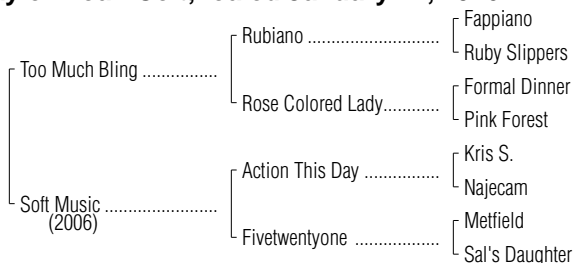 Fappiano
Rubiano ........................
Ruby Slippers
Too Much Bling ................
Formal Dinner
Rose Colored Lady............
Pink Forest
Kris S.
Action This Day ................
Najecam
Soft Music ........................
(2006)
Metfield
Fivetwentyone ..................
Sal's Daughter